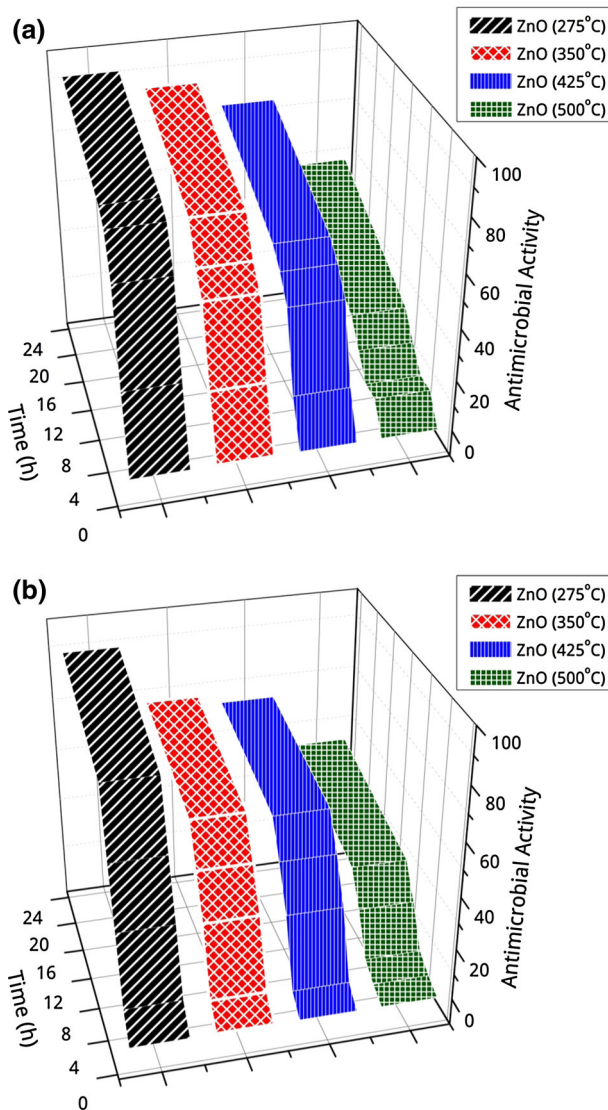 (a)
ZnO (275°C)
ZnO (350°C)
ZnO (425°C)
ZnO (500°C)
100
80
60
40
20
0
Antimicrobial Activity
24
20
16
12
8
4
0
Time (h)
(b)
ZnO (275°C)
ZnO (350°C)
ZnO (425°C)
ZnO (500°C)
100
80
60
40
20
0
Antimicrobial Activity
24
20
16
12
8
4
0
Time (h)